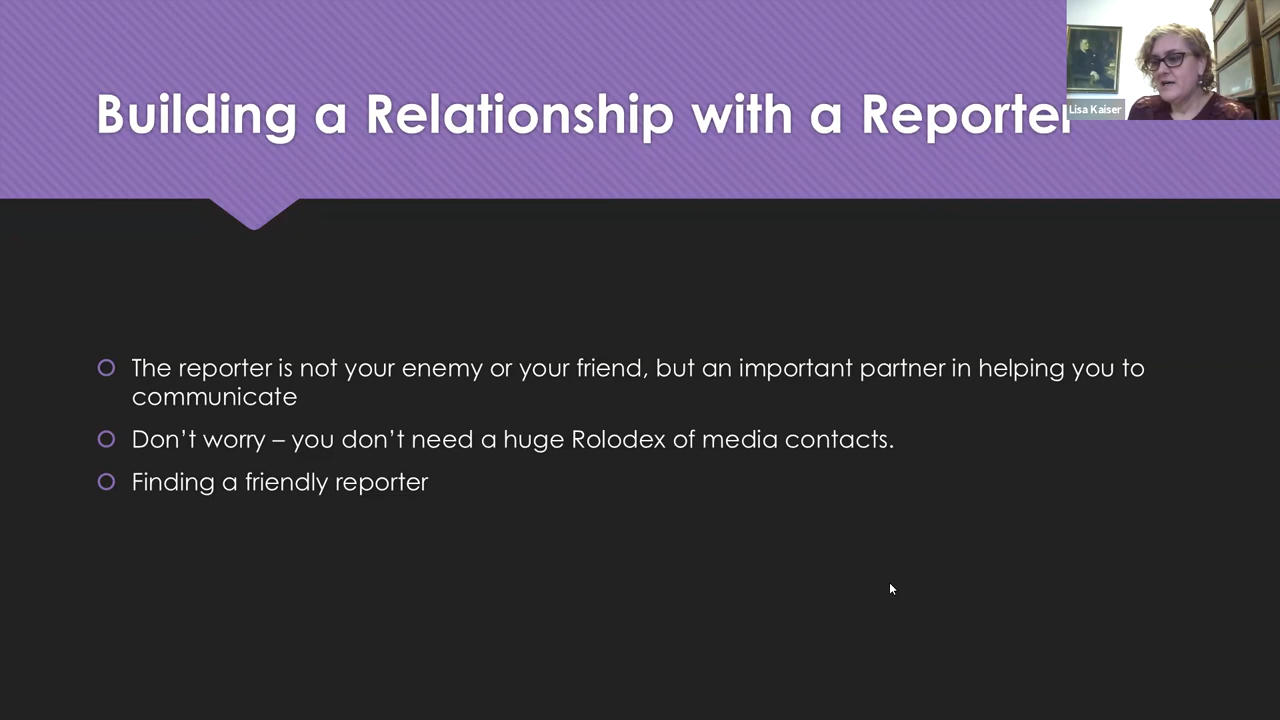 Building a Relationship with a Reporter
Lisa Kaiser
The reporter is not your enemy or your friend, but an important partner in helping you to
communicate
Don’t worry – you don’t need a huge Rolodex of media contacts.
Finding a friendly reporter